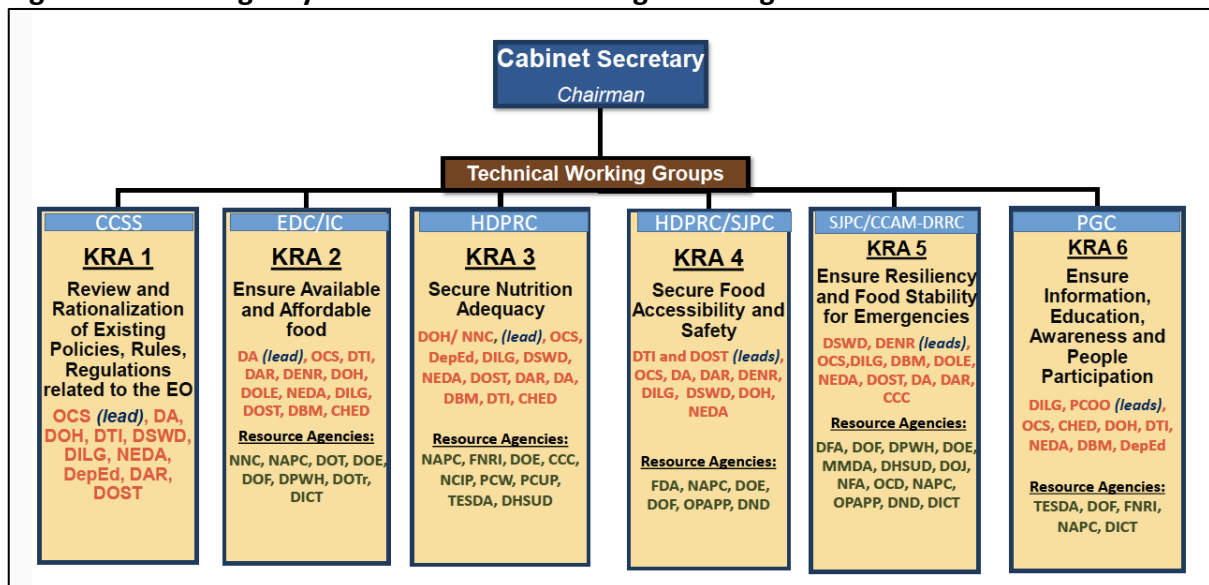 Cabinet Secretary
Chairman
Technical Working Groups
CCSS
KRA 1
Review and
Rationalization
of Existing
Policies, Rules,
Regulations
related to the EO
OCS (lead), DA,
DOH, DTI, DSWD,
DILG, NEDA,
DepEd, DAR,
DOST
EDC/IC
KRA 2
Ensure Available
and Affordable
food
DA (lead), OCS, DTI,
DAR, DENR, DOH,
DOLE, NEDA, DILG,
DOST, DBM, CHED
Resource Agencies:
NNC, NAPC, DOT, DOE,
DOF, DPWH, DOTr,
DICT
HDPRC
KRA 3
Secure Nutrition
Adequacy
DOH/ NNC, (lead), OCS,
DepEd, DILG, DSWD,
NEDA, DOST, DAR, DA,
DBM, DTI, CHED
Resource Agencies:
NAPC, FNRI, DOE, CCC,
NCIP, PCW, PCUP,
TESDA, DHSUD
HDPRC/SJPC
KRA 4
Secure Food
Accessibility and
Safety
DTI and DOST (leads),
OCS, DA, DAR, DENR,
DILG, DSWD, DOH,
NEDA
Resource Agencies:
FDA, NAPC, DOE,
DOF, OPAPP, DND
SJPC/CCAM-DRRC
KRA 5
Ensure Resiliency
and Food Stability
for Emergencies
DSWD, DENR (leads),
OCS,DILG, DBM, DOLE,
NEDA, DOST, DA, DAR,
CCC
Resource Agencies:
DFA, DOF, DPWH, DOE,
MMDA, DHSUD, DOJ,
NFA, OCD, NAPC,
OPAPP, DND, DICT
PGC
KRA 6
Ensure
Information,
Education,
Awareness and
People
Participation
DILG, PCOO (leads),
OCS, CHED, DOH, DTI,
NEDA, DBM, DepEd
Resource Agencies:
TESDA, DOF, FNRI,
NAPC, DICT